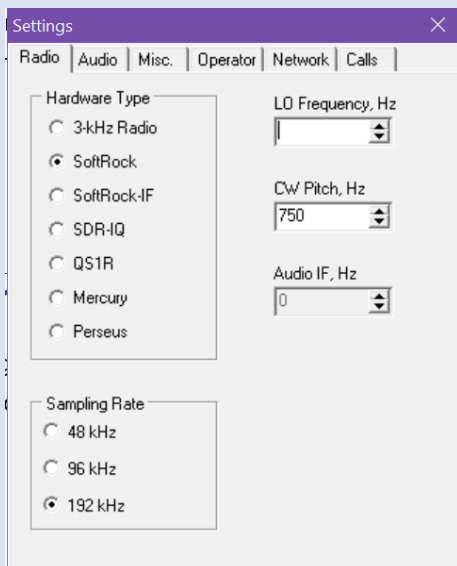 Settings
Radio Audio Misc. Operator Network Calls
Hardware Type
3-kHz Radio
SoftRock
SoftRock-IF
SDR-IQ
QS1R
Mercury
Perseus
Sampling Rate
48 kHz
96 kHz
192 kHz
LO Frequency, Hz
CW Pitch, Hz
750
Audio IF, Hz
0